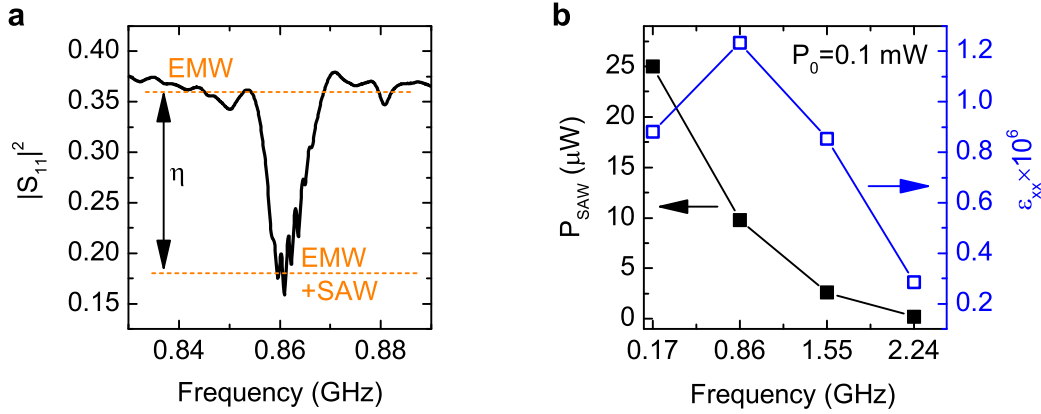 a
0.40
0.35
0.30
0.25
0.20
0.15
|S₁₁|²
EMW
η
EMW
+SAW
0.84
0.86
0.88
Frequency (GHz)
b
P₀=0.1 mW
25
20
15
10
5
0
P_SAW (μW)
1.2
1.0
0.8
0.6
0.4
0.2
ε_xx×10⁶
0.17
0.86
1.55
2.24
Frequency (GHz)